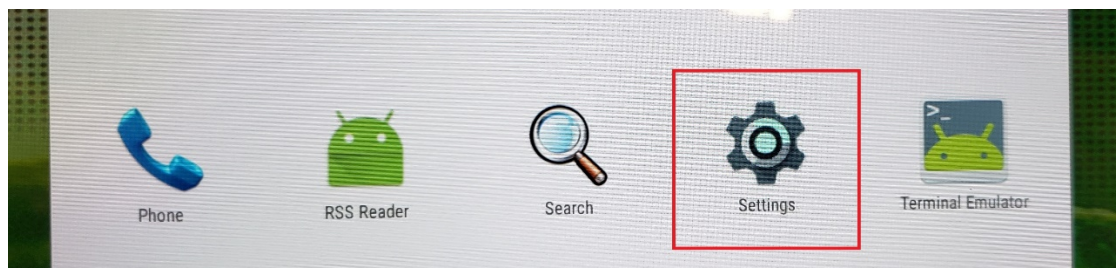 Phone
RSS Reader
Search
Settings
>_
Terminal Emulator